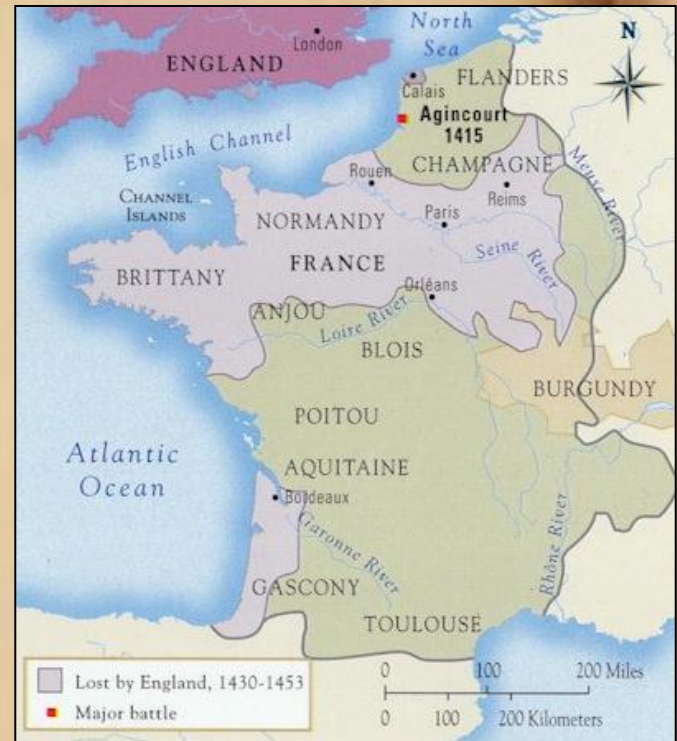 North
Sea
N
London
ENGLAND
FLANDERS
Calais
Agincourt
1415
English Channel
CHAMPAGNE
Meuse River
Rouen
Reims
CHANNEL
ISLANDS
NORMANDY
Paris
Seine River
FRANCE
BRITTANY
Orléans
ANJOU
Loire River
BLOIS
BURGUNDY
POITOU
Atlantic
Ocean
AQUITAINE
Bordeaux
Garonne River
Rhône River
GASCONY
TOULOUSE
Lost by England, 1430-1453
Major battle
0 100 200 Miles
0 100 200 Kilometers